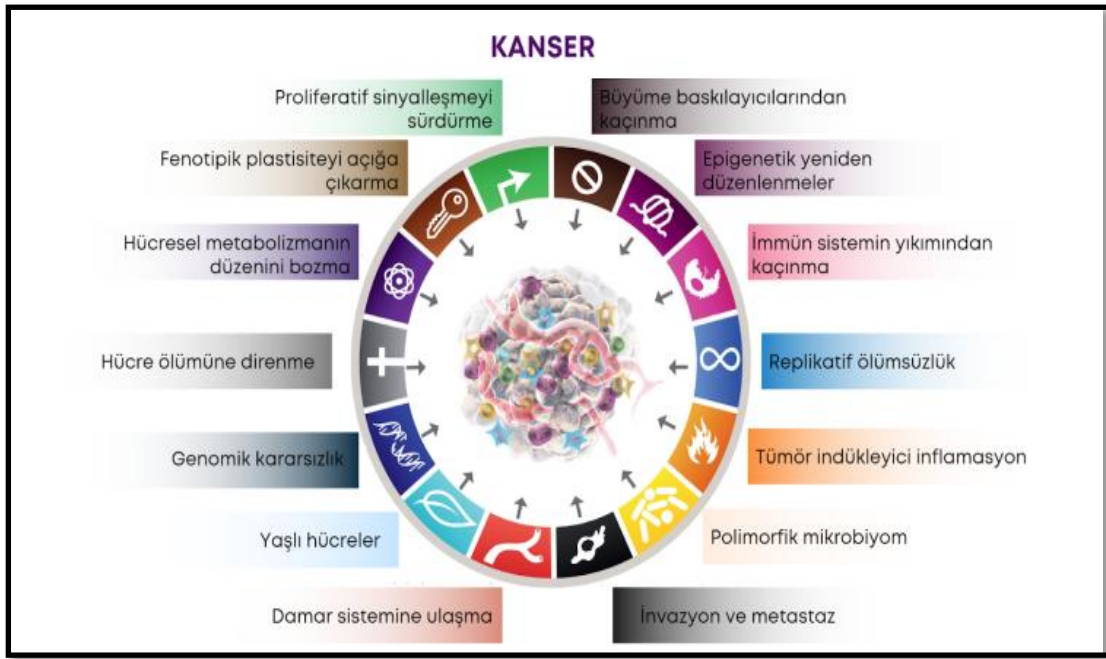 KANSER
Proliferatif sinyalleşmeyi
sürdürme
Büyüme baskılayıcılarından
kaçınma
Fenotipik plastisiteyi açığa
çıkarma
Epigenetik yeniden
düzenlenmeler
Hücresel metabolizmanın
düzenini bozma
İmmün sistemin yıkımından
kaçınma
Hücre ölümüne direnme
Replikatif ölümsüzlük
Genomik kararsızlık
Tümör indükleyici inflamasyon
Yaşlı hücreler
Polimorfik mikrobiyom
Damar sistemine ulaşma
İnvazyon ve metastaz